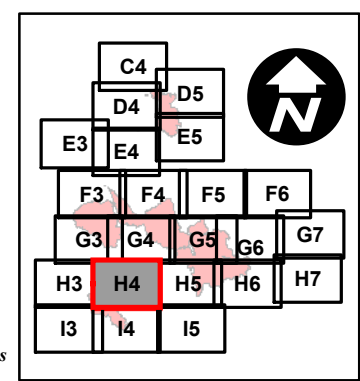 C4
D4 D5
E3 E4 E5
F3 F4 F5 F6
G3 G4 G5 G6 G7
H3 H4 H5 H6 H7
I3 I4 I5
N
s